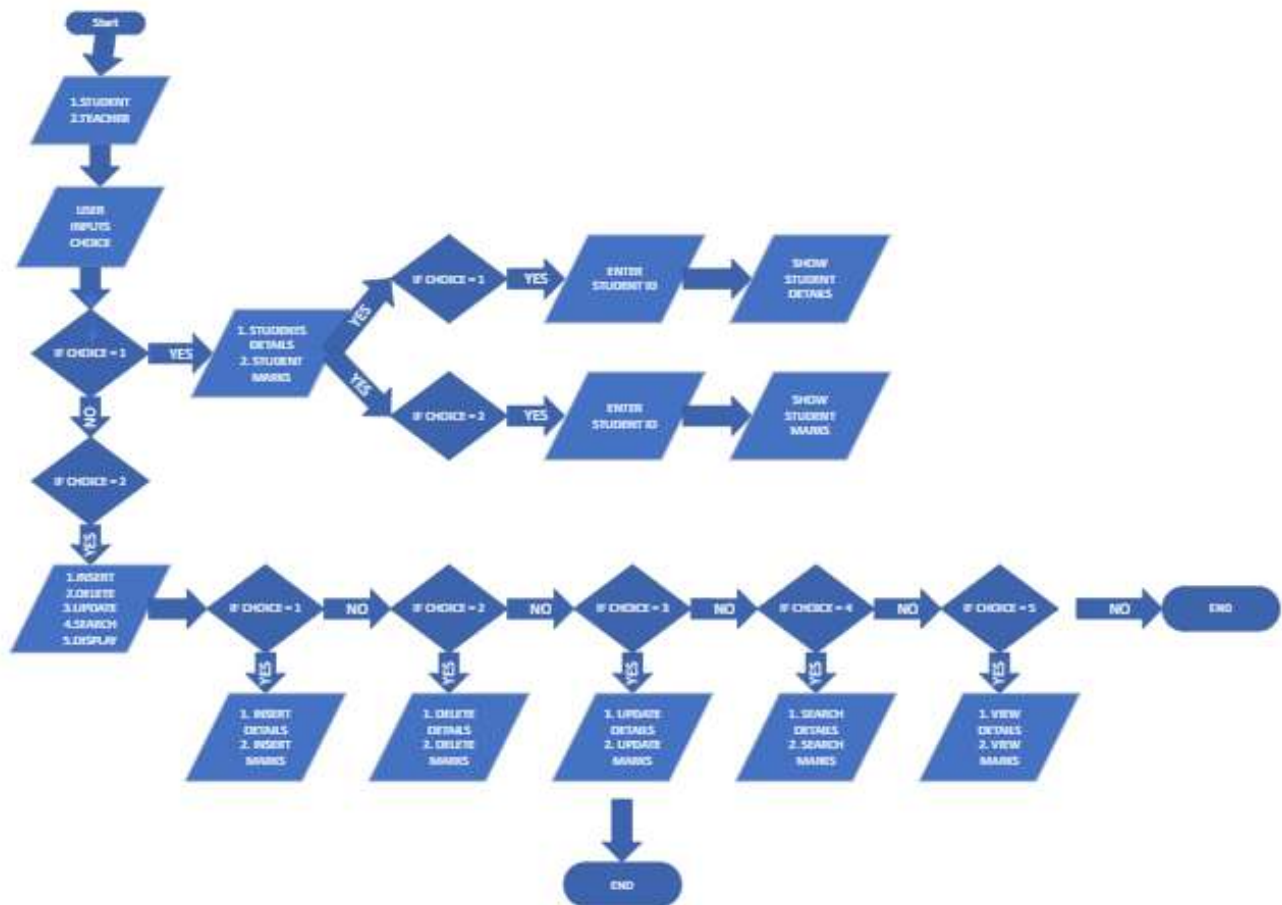 Start
1.STUDENT
2.TEACHER
USER
INPUTS
CHOICE
IF CHOICE = 1
YES
1. STUDENTS
DETAILS
2. STUDENT
MARKS
YES
IF CHOICE = 1
YES
ENTER
STUDENT ID
SHOW
STUDENT
DETAILS
YES
IF CHOICE = 2
YES
ENTER
STUDENT ID
SHOW
STUDENT
MARKS
NO
IF CHOICE = 2
YES
1.INSERT
2.DELETE
3.UPDATE
4.SEARCH
5.DISPLAY
IF CHOICE = 1
NO
IF CHOICE = 2
NO
IF CHOICE = 3
NO
IF CHOICE = 4
NO
IF CHOICE = 5
NO
END
YES
YES
YES
YES
YES
1. INSERT
DETAILS
2. INSERT
MARKS
1. DELETE
DETAILS
2. DELETE
MARKS
1. UPDATE
DETAILS
2. UPDATE
MARKS
1. SEARCH
DETAILS
2. SEARCH
MARKS
1. VIEW
DETAILS
2. VIEW
MARKS
END